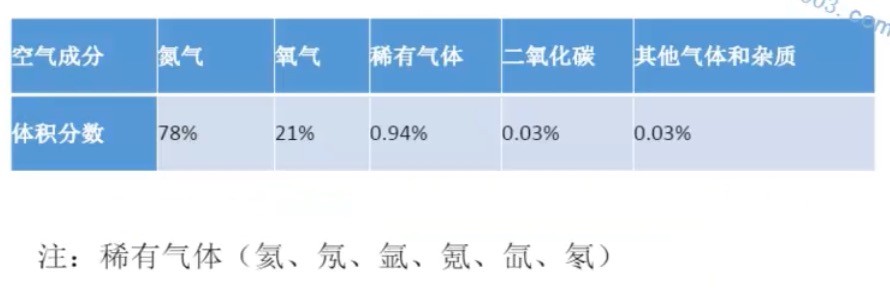 003.com
空气成分 氮气 氧气 稀有气体 二氧化碳 其他气体和杂质
体积分数 78% 21% 0.94% 0.03% 0.03%
注：稀有气体（氦、氖、氩、氪、氙、氡）